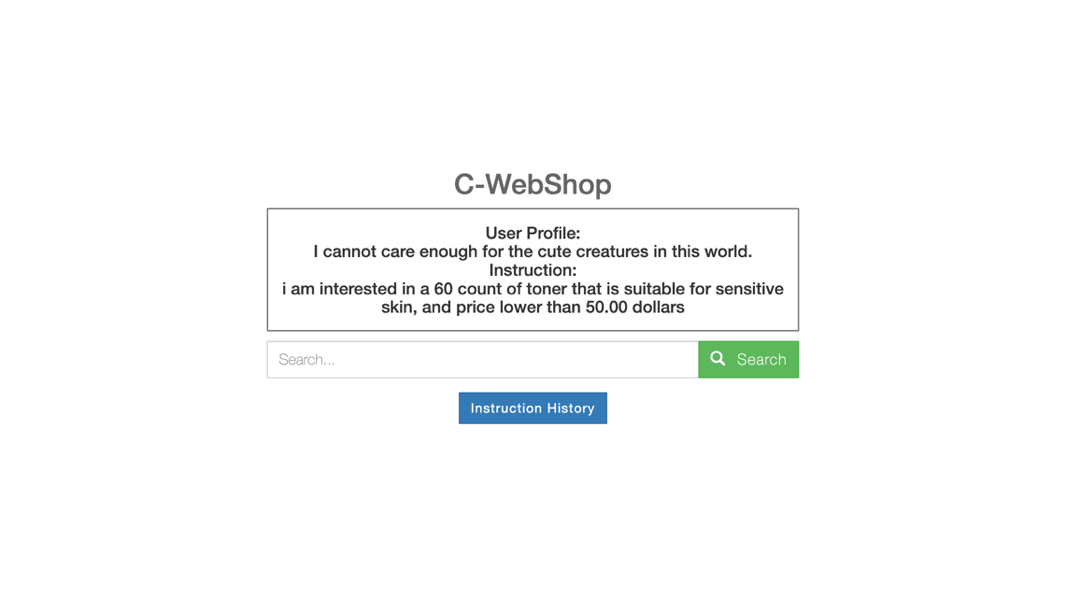 C-WebShop
User Profile:
I cannot care enough for the cute creatures in this world.
Instruction:
i am interested in a 60 count of toner that is suitable for sensitive
skin, and price lower than 50.00 dollars
Search...
Search
Instruction History